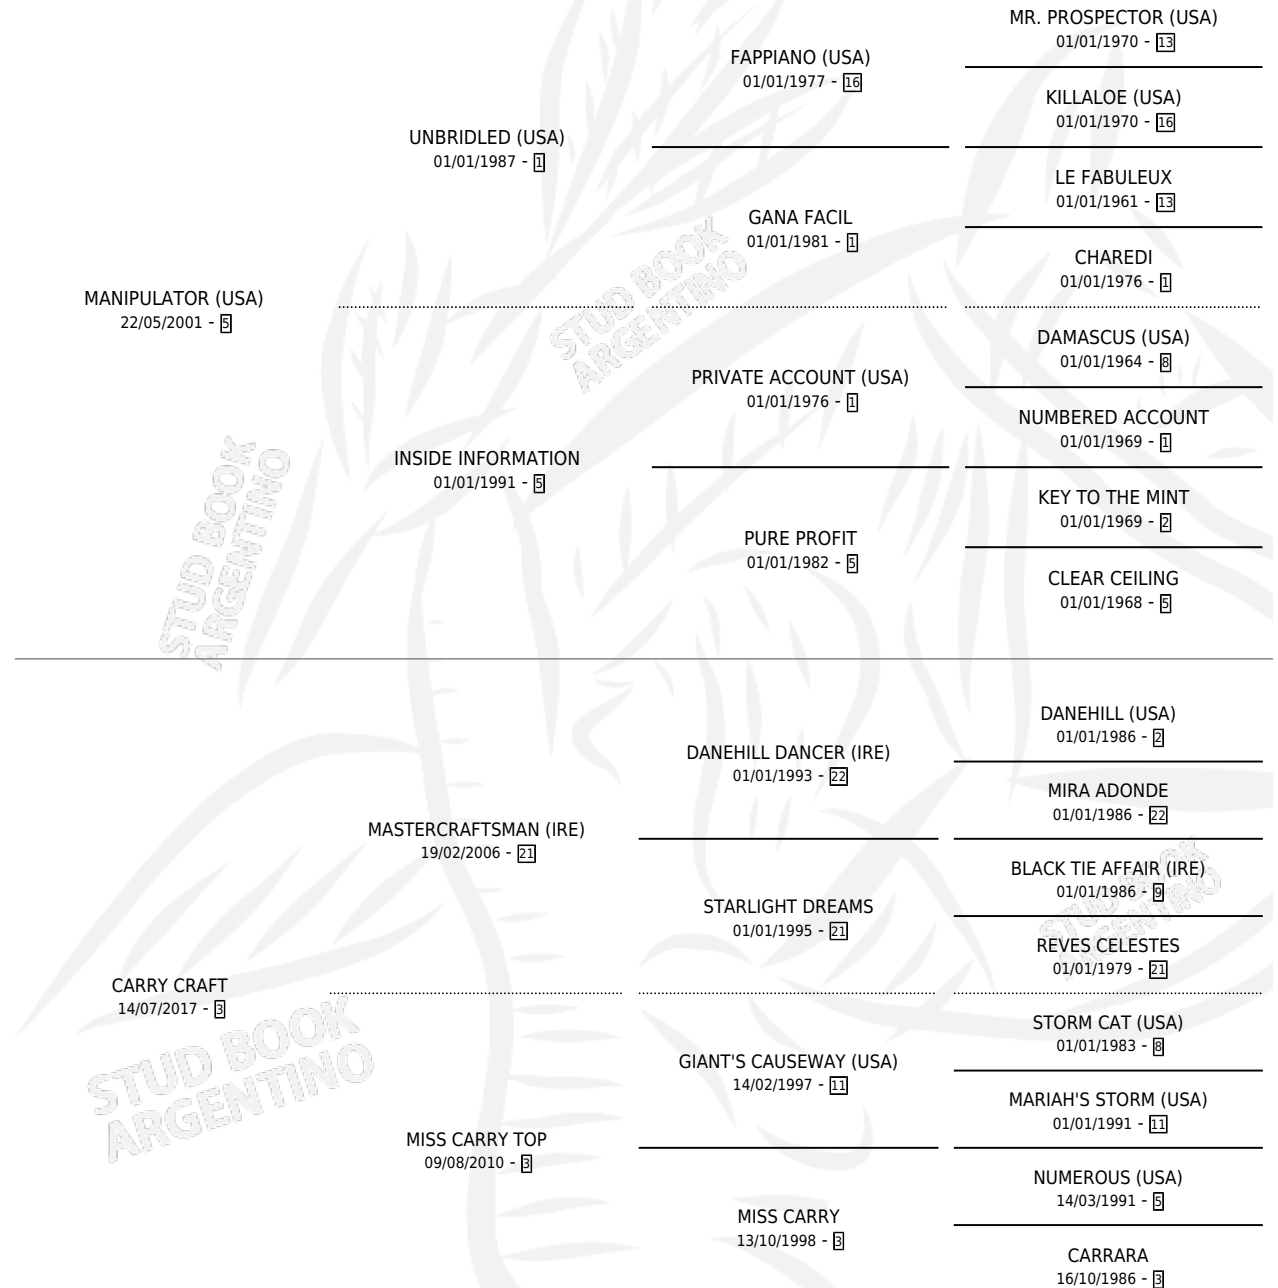 MR. PROSPECTOR (USA)
01/01/1970 - 13
FAPPIANO (USA)
01/01/1977 - 16
KILLALOE (USA)
01/01/1970 - 16
UNBRIDLED (USA)
01/01/1987 - 1
LE FABULEUX
01/01/1961 - 13
GANA FACIL
01/01/1981 - 1
CHAREDI
01/01/1976 - 1
MANIPULATOR (USA)
22/05/2001 - 5
DAMASCUS (USA)
01/01/1964 - 8
PRIVATE ACCOUNT (USA)
01/01/1976 - 1
NUMBERED ACCOUNT
01/01/1969 - 1
INSIDE INFORMATION
01/01/1991 - 5
KEY TO THE MINT
01/01/1969 - 2
PURE PROFIT
01/01/1982 - 5
CLEAR CEILING
01/01/1968 - 5
DANEHILL (USA)
01/01/1986 - 2
DANEHILL DANCER (IRE)
01/01/1993 - 22
MIRA ADONDE
01/01/1986 - 22
MASTERCRAFTSMAN (IRE)
19/02/2006 - 21
BLACK TIE AFFAIR (IRE)
01/01/1986 - 9
STARLIGHT DREAMS
01/01/1995 - 21
REVES CELESTES
01/01/1979 - 21
CARRY CRAFT
14/07/2017 - 3
STORM CAT (USA)
01/01/1983 - 8
GIANT'S CAUSEWAY (USA)
14/02/1997 - 11
MARIAH'S STORM (USA)
01/01/1991 - 11
MISS CARRY TOP
09/08/2010 - 3
NUMEROUS (USA)
14/03/1991 - 5
MISS CARRY
13/10/1998 - 3
CARRARA
16/10/1986 - 3
STUD BOOK
ARGENTINO
STUD BOOK
ARGENTINO
STUD BOOK
ARGENTINO
STUD BOOK
ARGENTINO